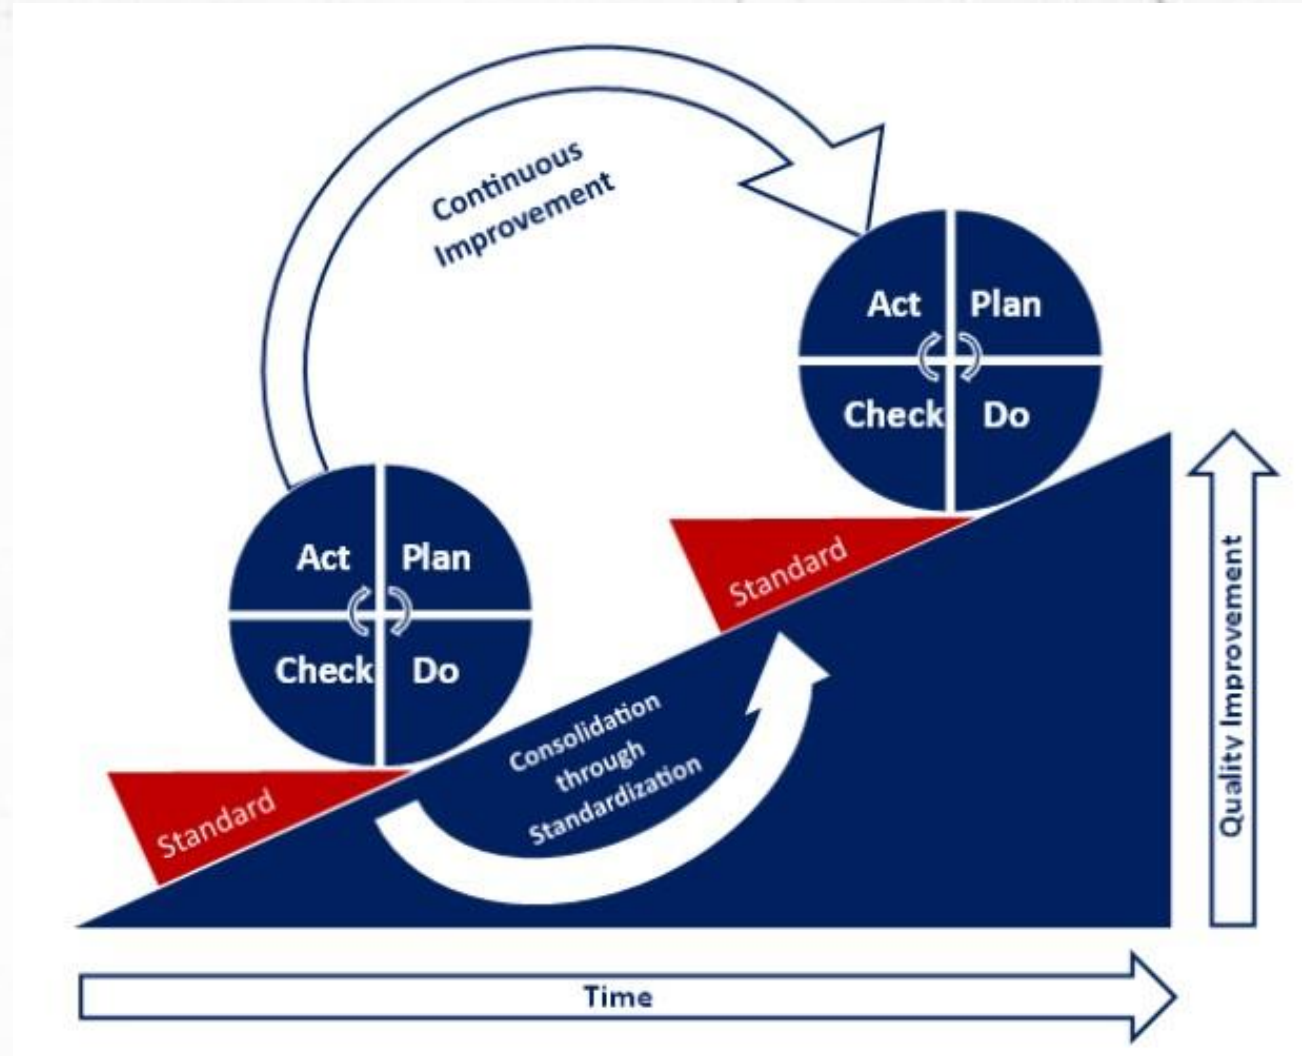 Continuous
Improvement
Act Plan
Check Do
Act Plan
Check Do
Standard
Standard
Consolidation
through
Standardization
Quality Improvement
Time